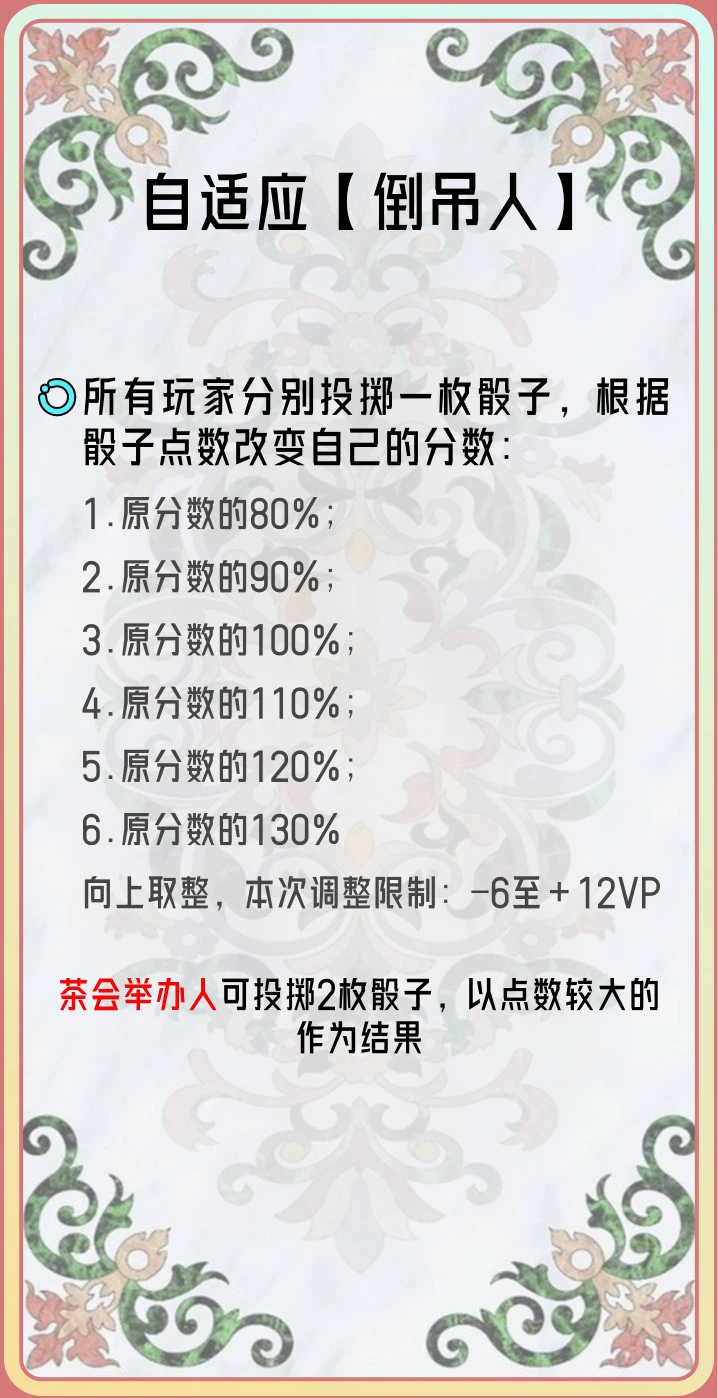 自适应【倒吊人】
所有玩家分别投掷一枚骰子，根据
骰子点数改变自己的分数：
1.原分数的80%；
2.原分数的90%；
3.原分数的100%；
4.原分数的110%；
5.原分数的120%；
6.原分数的130%
向上取整，本次调整限制：-6至+12VP
茶会举办人可投掷2枚骰子，以点数较大的
作为结果